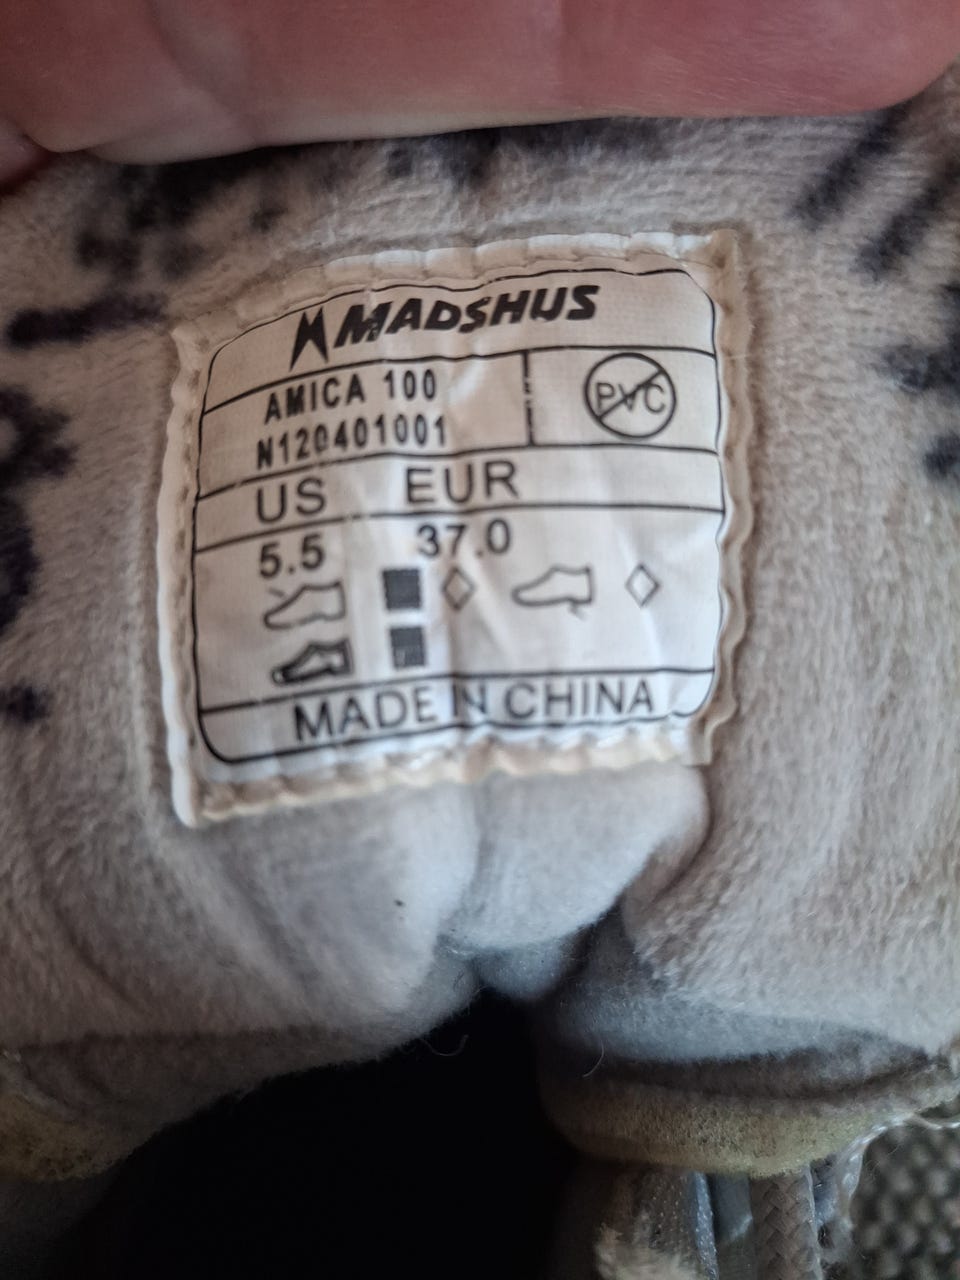 MADSHUS
AMICA 100
N120401001
PVC
US EUR
5.5 37.0
MADE IN CHINA